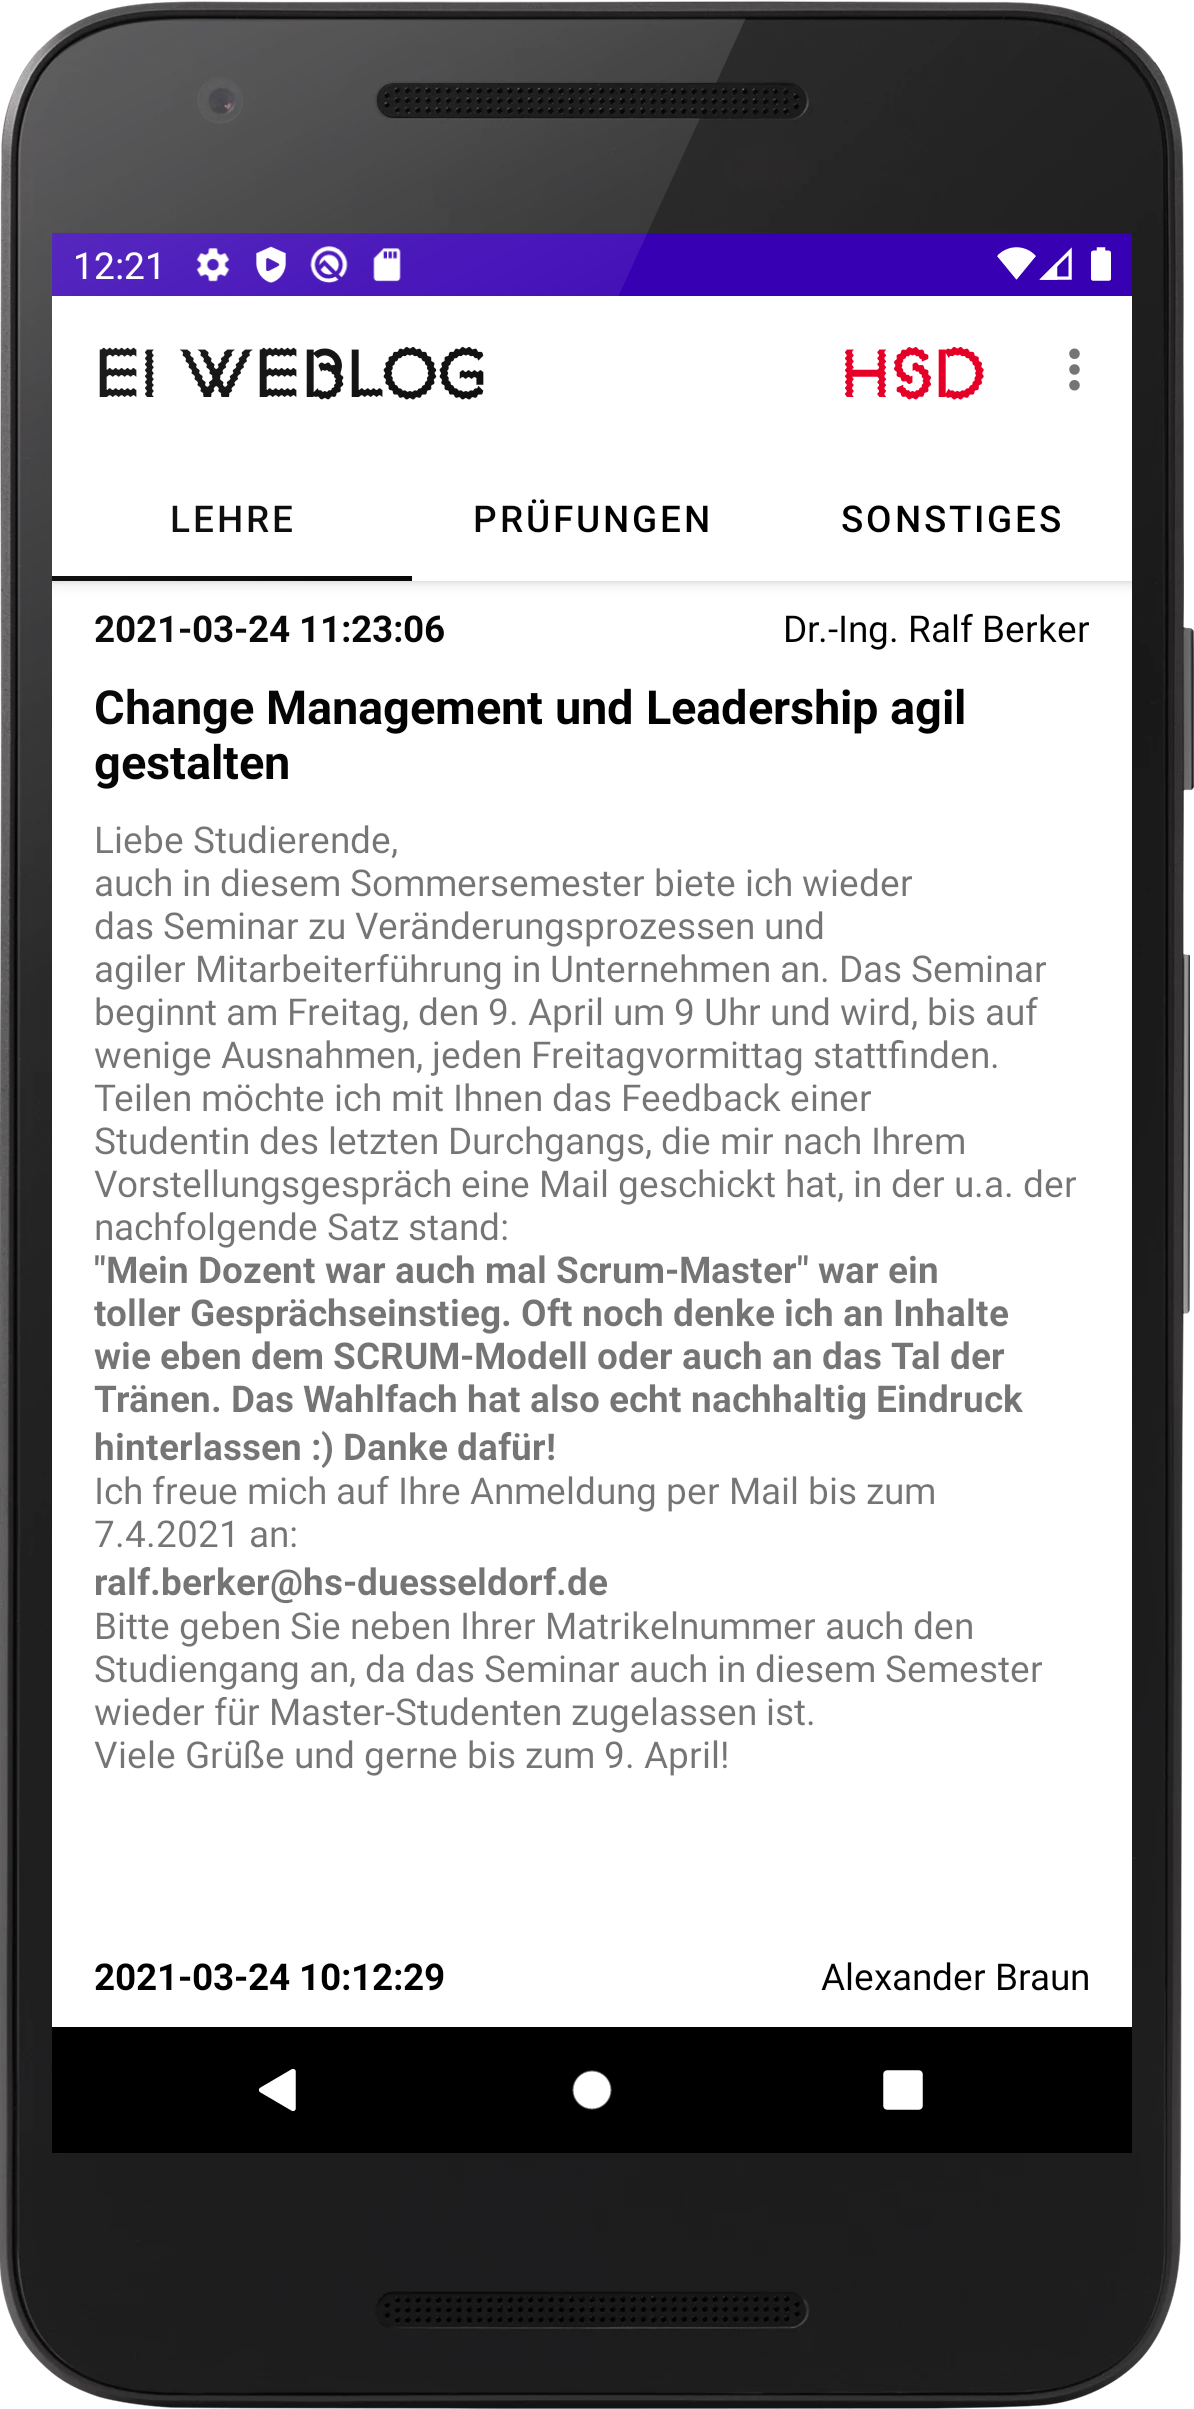 12:21
EI WEBLOG HSD
LEHRE PRÜFUNGEN SONSTIGES
2021-03-24 11:23:06 Dr.-Ing. Ralf Berker
Change Management und Leadership agil
gestalten
Liebe Studierende,
auch in diesem Sommersemester biete ich wieder
das Seminar zu Veränderungsprozessen und
agiler Mitarbeiterführung in Unternehmen an. Das Seminar
beginnt am Freitag, den 9. April um 9 Uhr und wird, bis auf
wenige Ausnahmen, jeden Freitagvormittag stattfinden.
Teilen möchte ich mit Ihnen das Feedback einer
Studentin des letzten Durchgangs, die mir nach Ihrem
Vorstellungsgespräch eine Mail geschickt hat, in der u.a. der
nachfolgende Satz stand:
"Mein Dozent war auch mal Scrum-Master" war ein
toller Gesprächseinstieg. Oft noch denke ich an Inhalte
wie eben dem SCRUM-Modell oder auch an das Tal der
Tränen. Das Wahlfach hat also echt nachhaltig Eindruck
hinterlassen :) Danke dafür!
Ich freue mich auf Ihre Anmeldung per Mail bis zum
7.4.2021 an:
ralf.berker@hs-duesseldorf.de
Bitte geben Sie neben Ihrer Matrikelnummer auch den
Studiengang an, da das Seminar auch in diesem Semester
wieder für Master-Studenten zugelassen ist.
Viele Grüße und gerne bis zum 9. April!
2021-03-24 10:12:29 Alexander Braun